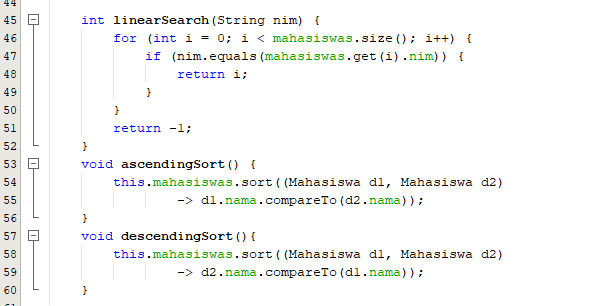 44
45 int linearSearch(String nim) {
46 for (int i = 0; i < mahasiswas.size(); i++) {
47 if (nim.equals(mahasiswas.get(i).nim)) {
48 return i;
49 }
50 }
51 return -1;
52 }
53 void ascendingSort() {
54 this.mahasiswas.sort((Mahasiswa d1, Mahasiswa d2)
55 -> d1.nama.compareTo(d2.nama));
56 }
57 void descendingSort(){
58 this.mahasiswas.sort((Mahasiswa d1, Mahasiswa d2)
59 -> d2.nama.compareTo(d1.nama));
60 }